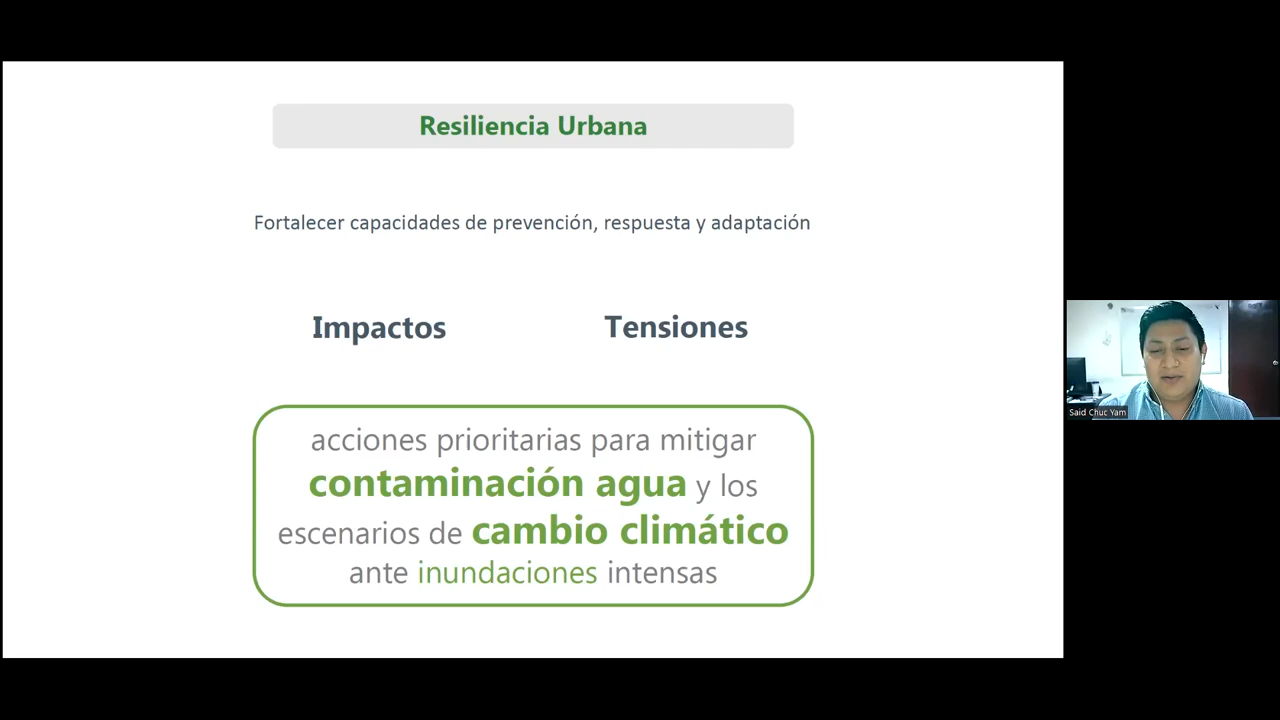 Resiliencia Urbana
Fortalecer capacidades de prevención, respuesta y adaptación
Impactos
Tensiones
acciones prioritarias para mitigar
contaminación agua y los
escenarios de cambio climático
ante inundaciones intensas
Said Chuc Yam